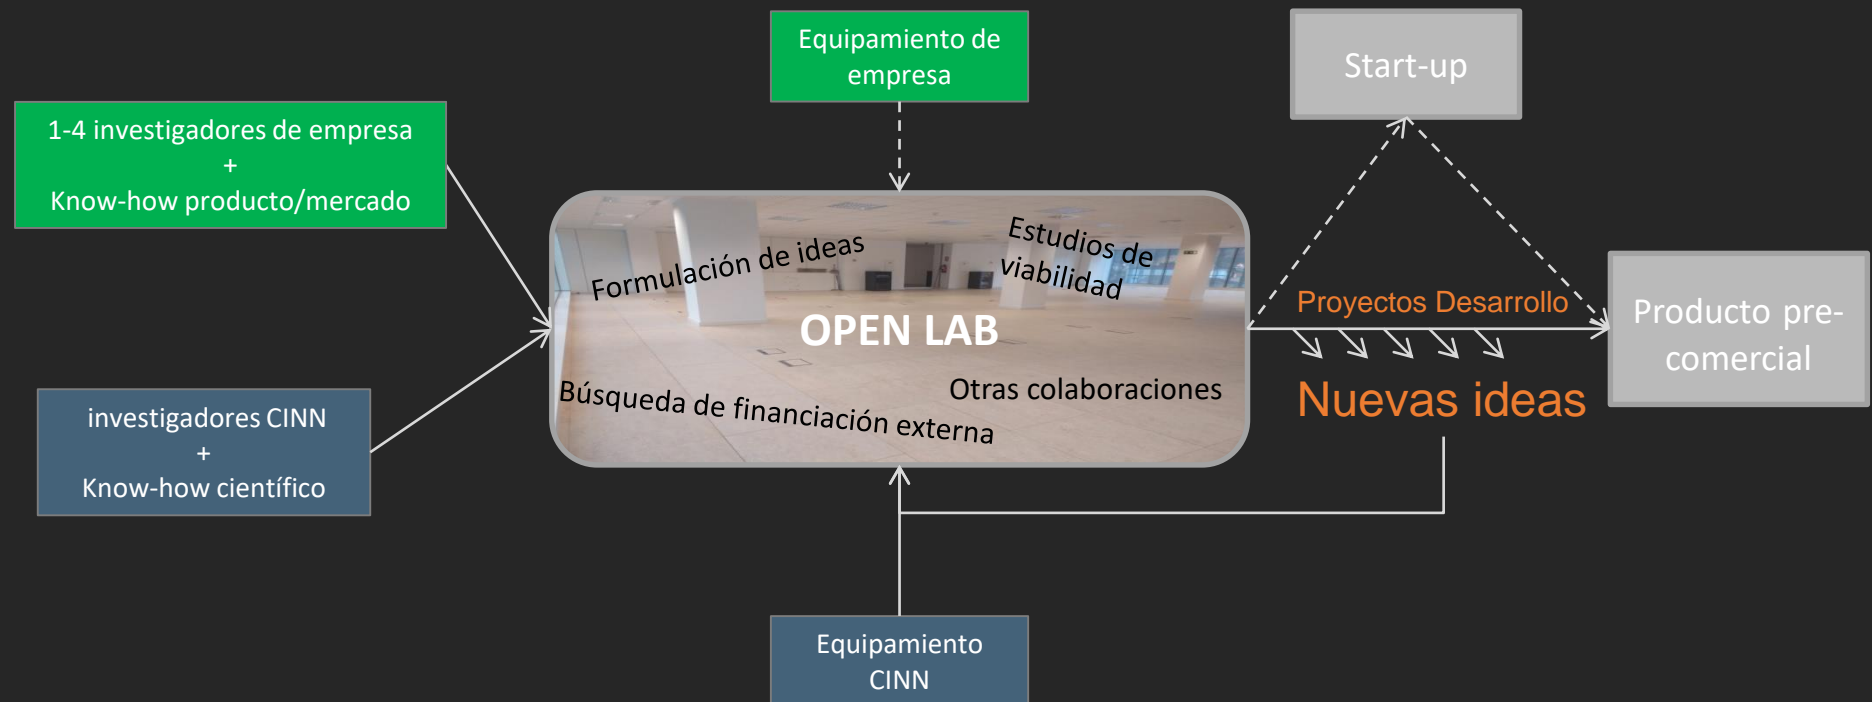 Equipamiento de
empresa
Start-up
1-4 investigadores de empresa
+
Know-how producto/mercado
Formulación de ideas
Estudios de
viabilidad
OPEN LAB
Búsqueda de financiación externa
Otras colaboraciones
Proyectos Desarrollo
Nuevas ideas
Producto pre-
comercial
investigadores CINN
+
Know-how científico
Equipamiento
CINN